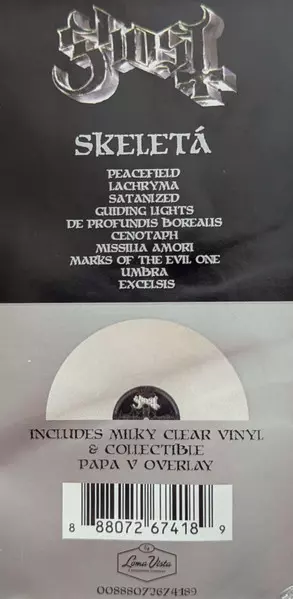 Ghost
SKELETÁ
PEACEFIELD
LACHRYMA
SATANIZED
GUIDING LIGHTS
DE PROFUNDIS BOREALIS
CENOTAPH
MISSILIA AMORI
MARKS OF THE EVIL ONE
UMBRA
EXCELSIS
Ghost
INCLUDES MILKY CLEAR VINYL
& COLLECTIBLE
PAPA V OVERLAY
8 88072 67418 9
Loma Vista
00888072674189